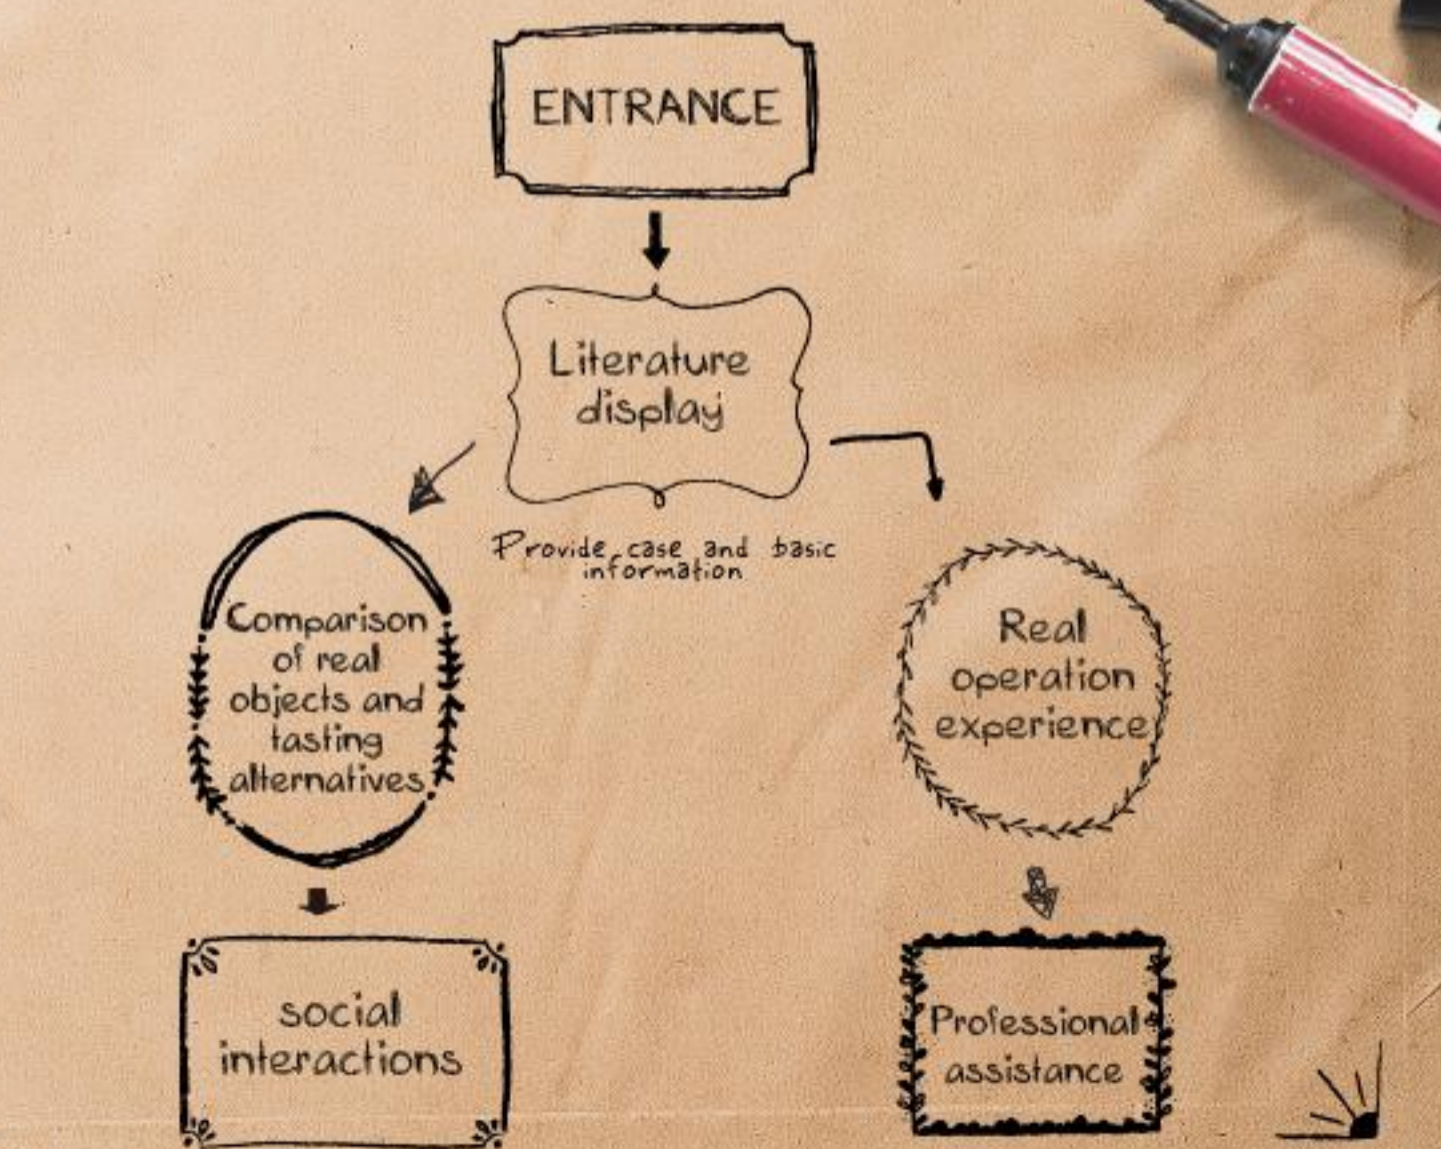 ENTRANCE
Literature
display
Provide case and basic
information
Comparison
of real
objects and
tasting
alternatives
Real
operation
experience
social
interactions
Professional
assistance